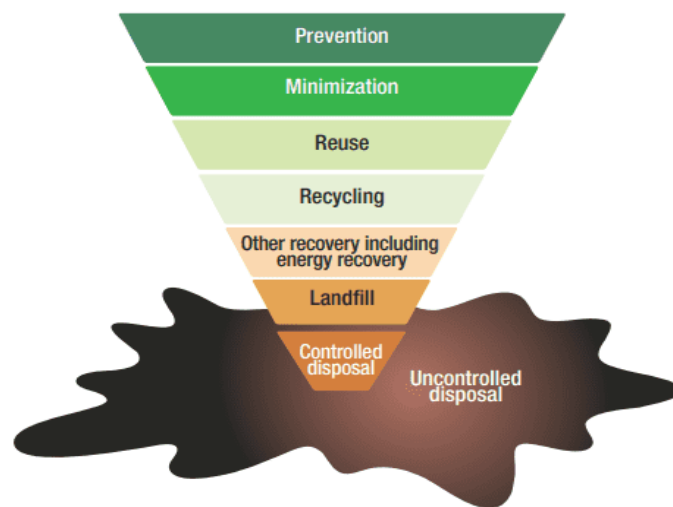 Prevention
Minimization
Reuse
Recycling
Other recovery including
energy recovery
Landfill
Controlled
disposal
Uncontrolled
disposal